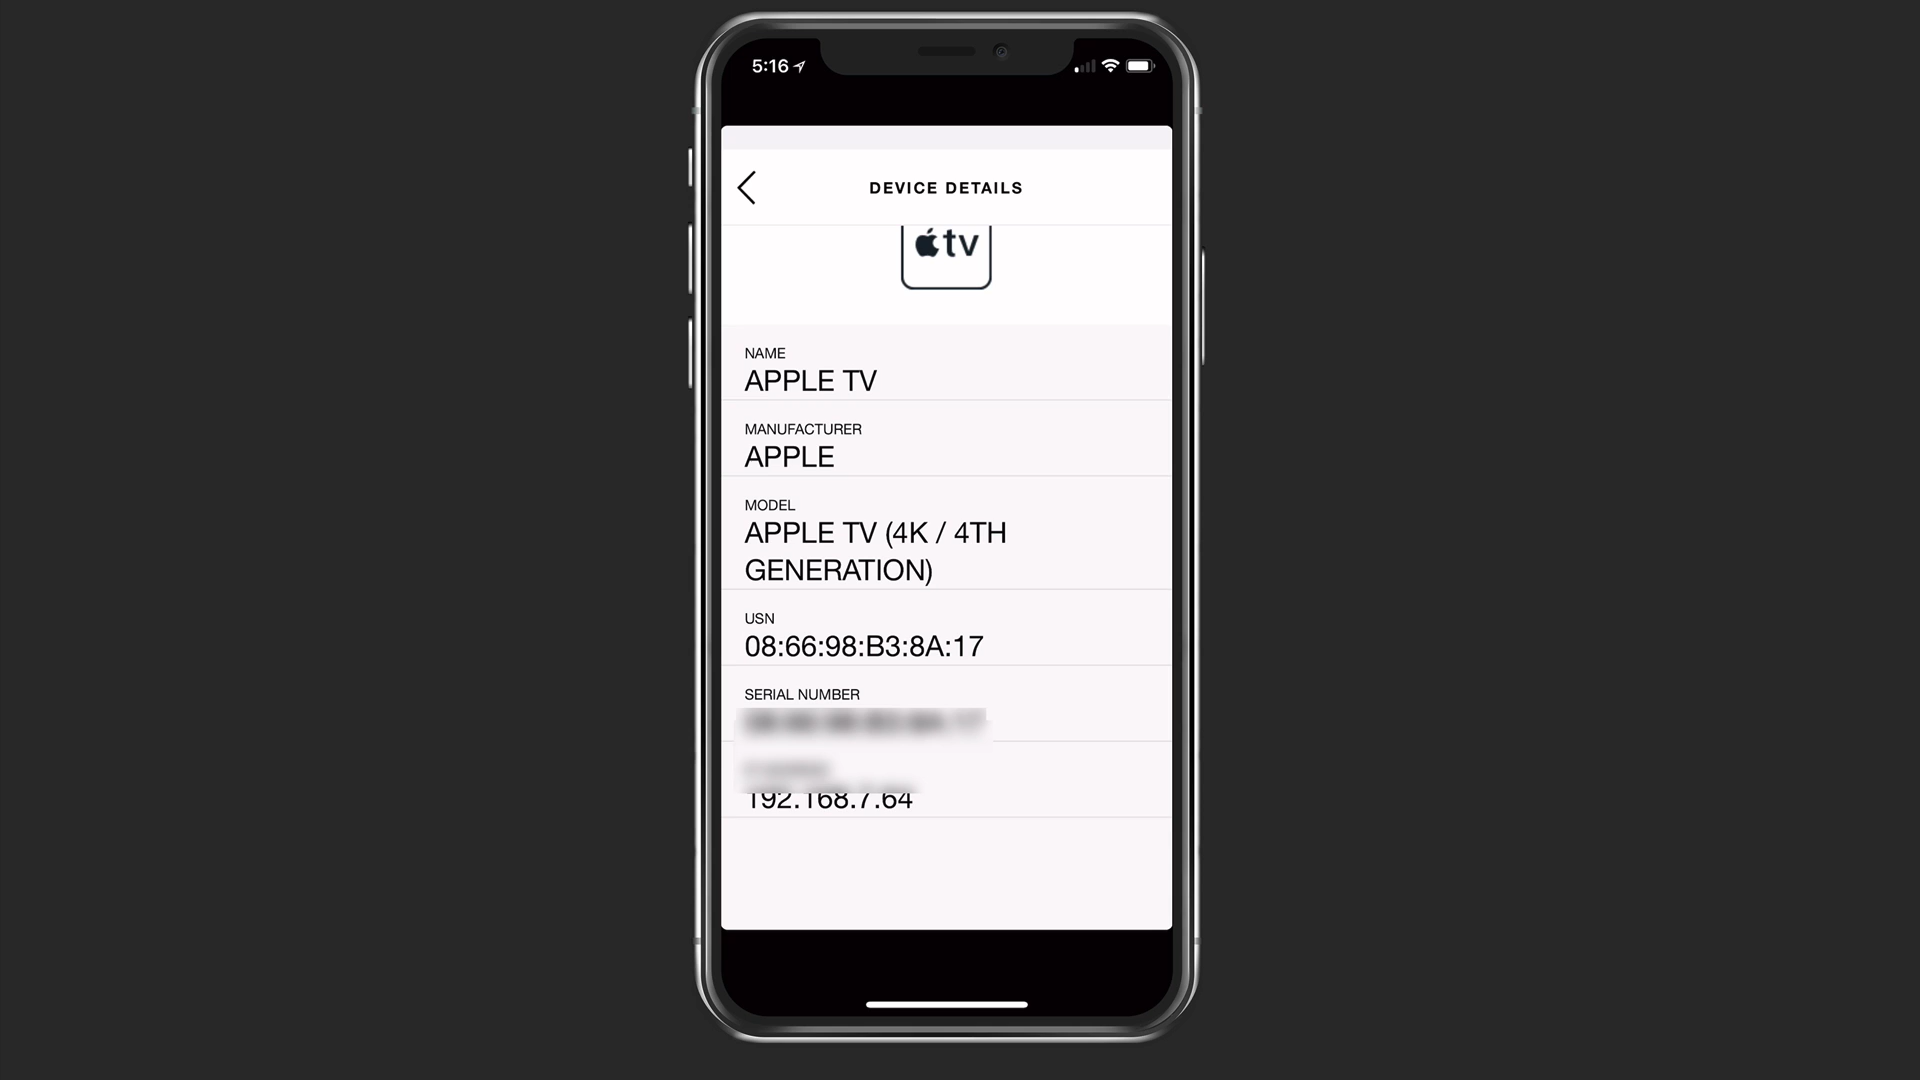 5:16
DEVICE DETAILS
tv
NAME
APPLE TV
MANUFACTURER
APPLE
MODEL
APPLE TV (4K / 4TH
GENERATION)
USN
08:66:98:B3:8A:17
SERIAL NUMBER
192.168.7.64